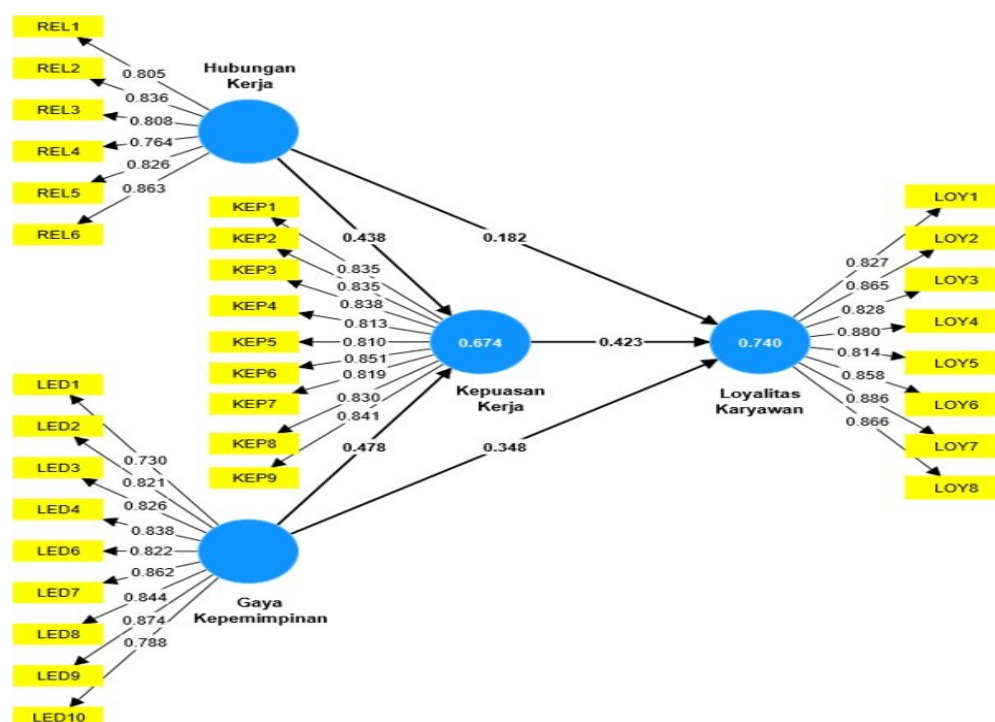 REL1
REL2
REL3
REL4
REL5
REL6
0.805
0.836
0.808
0.764
0.826
0.863
Hubungan
Kerja
KEP1
KEP2
KEP3
KEP4
KEP5
KEP6
KEP7
KEP8
KEP9
0.835
0.835
0.838
0.813
0.810
0.851
0.819
0.830
0.841
0.438
0.182
0.674
Kepuasan
Kerja
0.423
0.478
0.348
0.740
Loyalitas
Karyawan
LOY1
LOY2
LOY3
LOY4
LOY5
LOY6
LOY7
LOY8
0.827
0.865
0.828
0.880
0.814
0.858
0.886
0.866
LED1
LED2
LED3
LED4
LED6
LED7
LED8
LED9
LED10
0.730
0.821
0.826
0.838
0.822
0.862
0.844
0.874
0.788
Gaya
Kepemimpinan